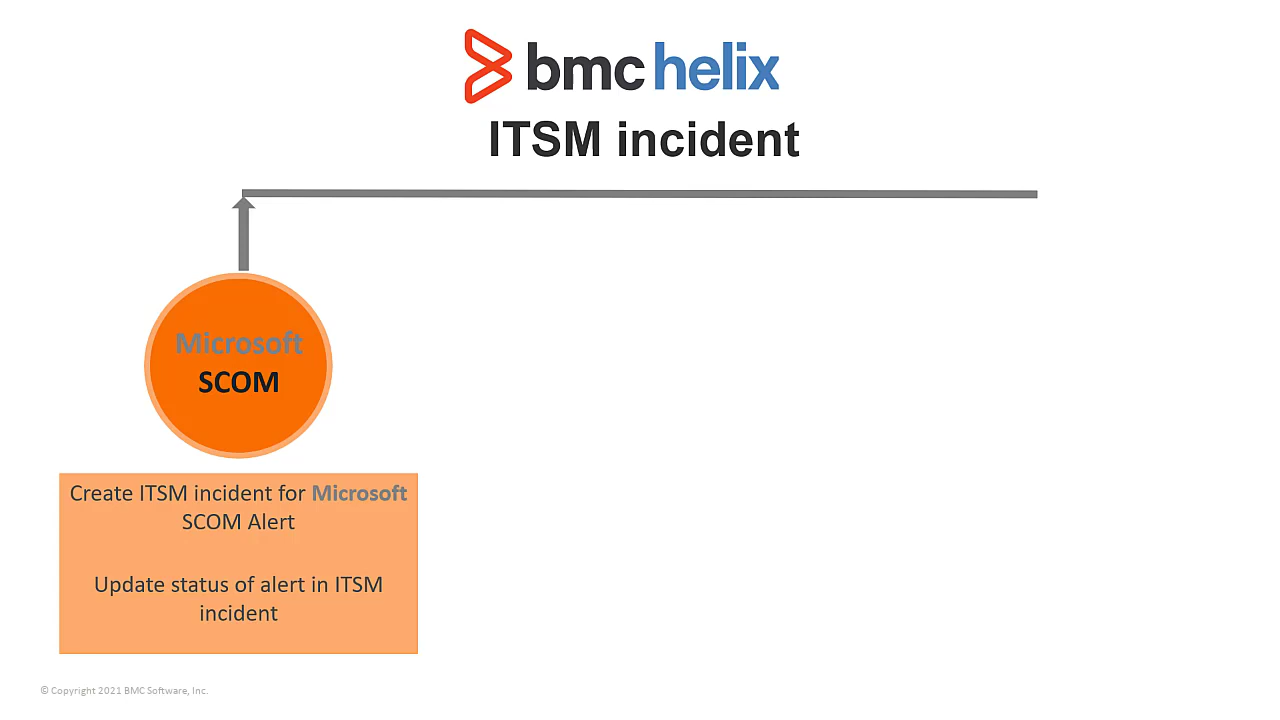 bmc helix
ITSM incident
Microsoft
SCOM
Create ITSM incident for Microsoft
SCOM Alert
Update status of alert in ITSM
incident
© Copyright 2021 BMC Software, Inc.